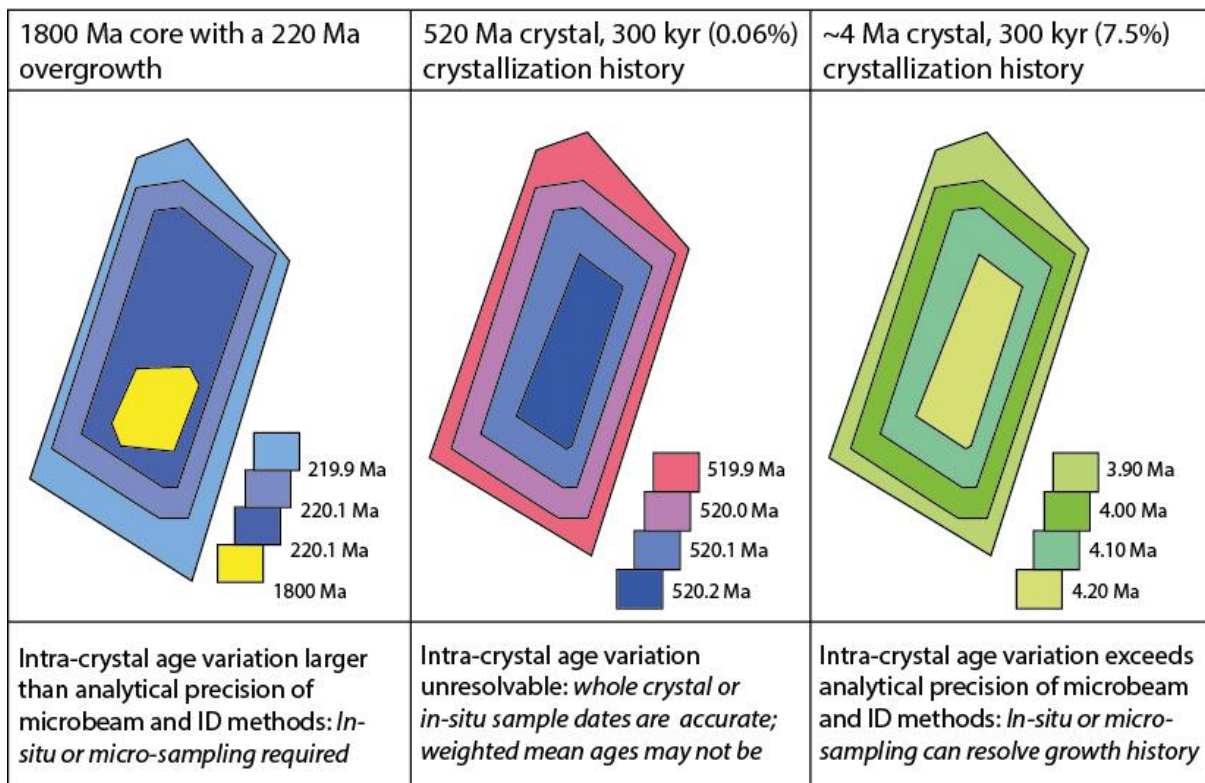 1800 Ma core with a 220 Ma
overgrowth
520 Ma crystal, 300 kyr (0.06%)
crystallization history
~4 Ma crystal, 300 kyr (7.5%)
crystallization history
219.9 Ma
220.1 Ma
220.1 Ma
1800 Ma
519.9 Ma
520.0 Ma
520.1 Ma
520.2 Ma
3.90 Ma
4.00 Ma
4.10 Ma
4.20 Ma
Intra-crystal age variation larger
than analytical precision of
microbeam and ID methods: In-
situ or micro-sampling required
Intra-crystal age variation
unresolvable: whole crystal or
in-situ sample dates are accurate;
weighted mean ages may not be
Intra-crystal age variation exceeds
analytical precision of microbeam
and ID methods: In-situ or micro-
sampling can resolve growth history